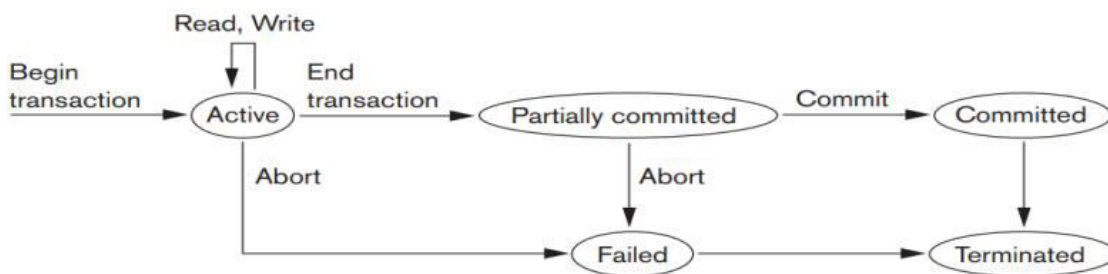 Read, Write
Begin
transaction
End
transaction
Active
Partially committed
Commit
Committed
Abort
Abort
Failed
Terminated